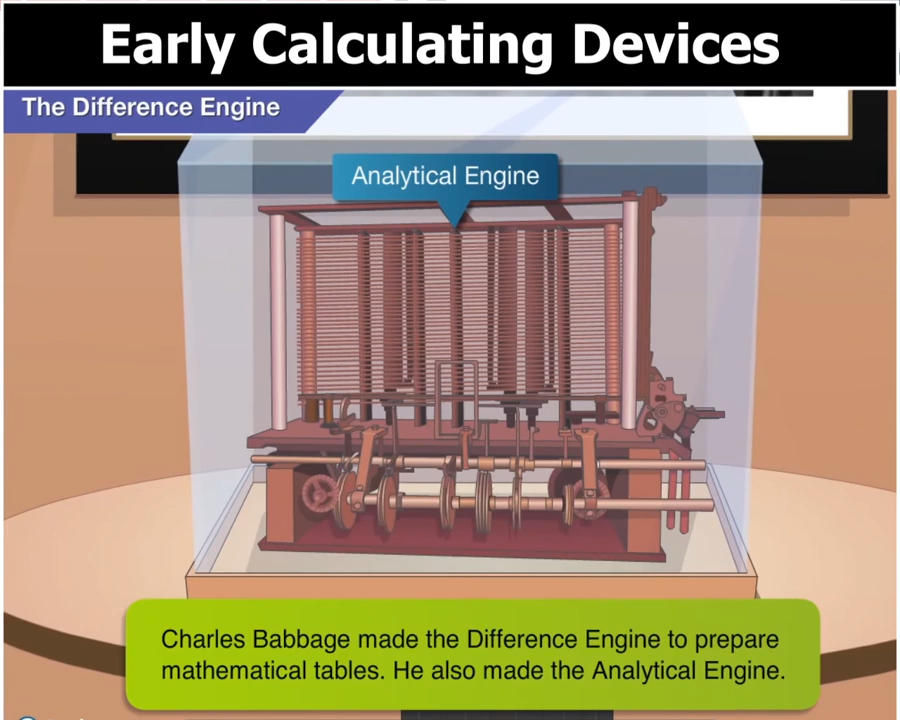 Early Calculating Devices
The Difference Engine
Analytical Engine
Charles Babbage made the Difference Engine to prepare
mathematical tables. He also made the Analytical Engine.